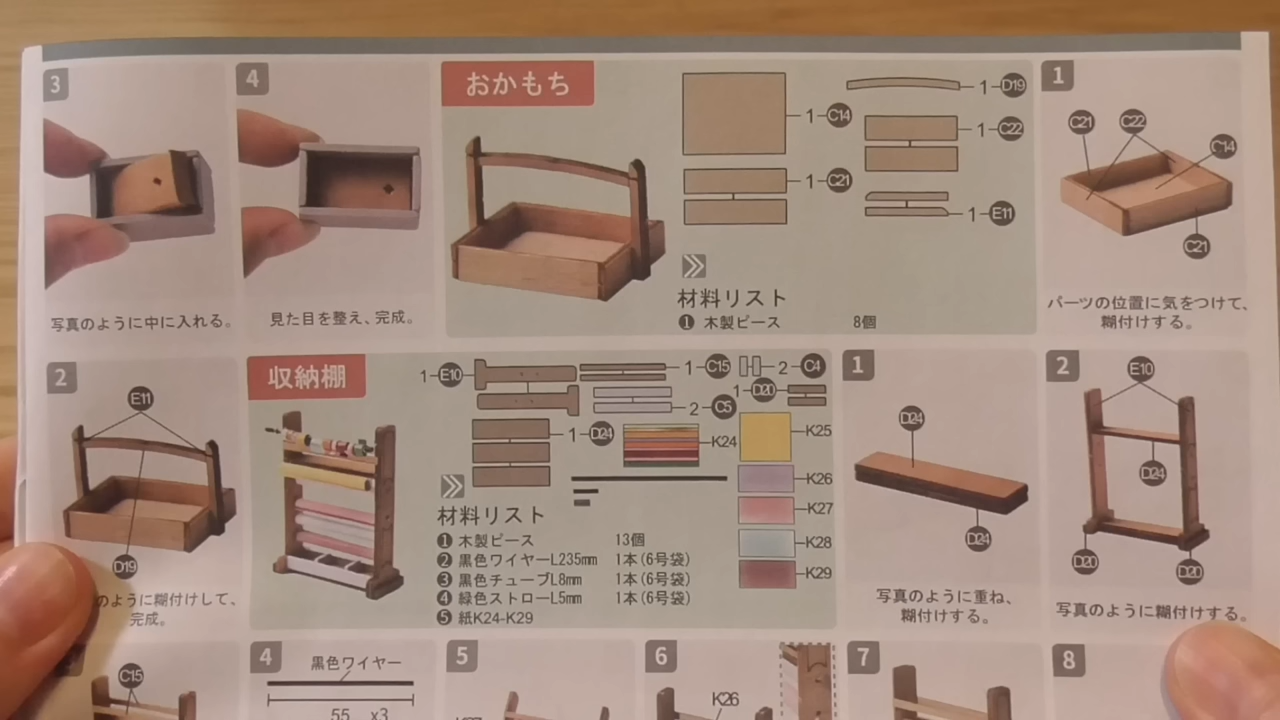 3
写真のように中に入れる。
4
見た目を整え、完成。
おかもち
1 C14
1 C21
1 D19
1 C22
1 E11
材料リスト
❶ 木製ピース 8個
1
C21
C22
C14
C21
パーツの位置に気をつけて、
糊付けする。
2
E11
D19
のように糊付けして、
完成。
収納棚
1 E10
1 C15
2 C4
1 D20
2 C5
1 D24
K24
K25
K26
K27
K28
K29
材料リスト
❶ 木製ピース 13個
❷ 黒色ワイヤーL235mm 1本(6号袋)
❸ 黒色チューブL8mm 1本(6号袋)
❹ 緑色ストローL5mm 1本(6号袋)
❺ 紙K24-K29
1
D24
D24
写真のように重ね、
糊付けする。
2
E10
D24
D20
D20
写真のように糊付けする。
C15
4
黒色ワイヤー
55 x3
5
6
K26
7
8